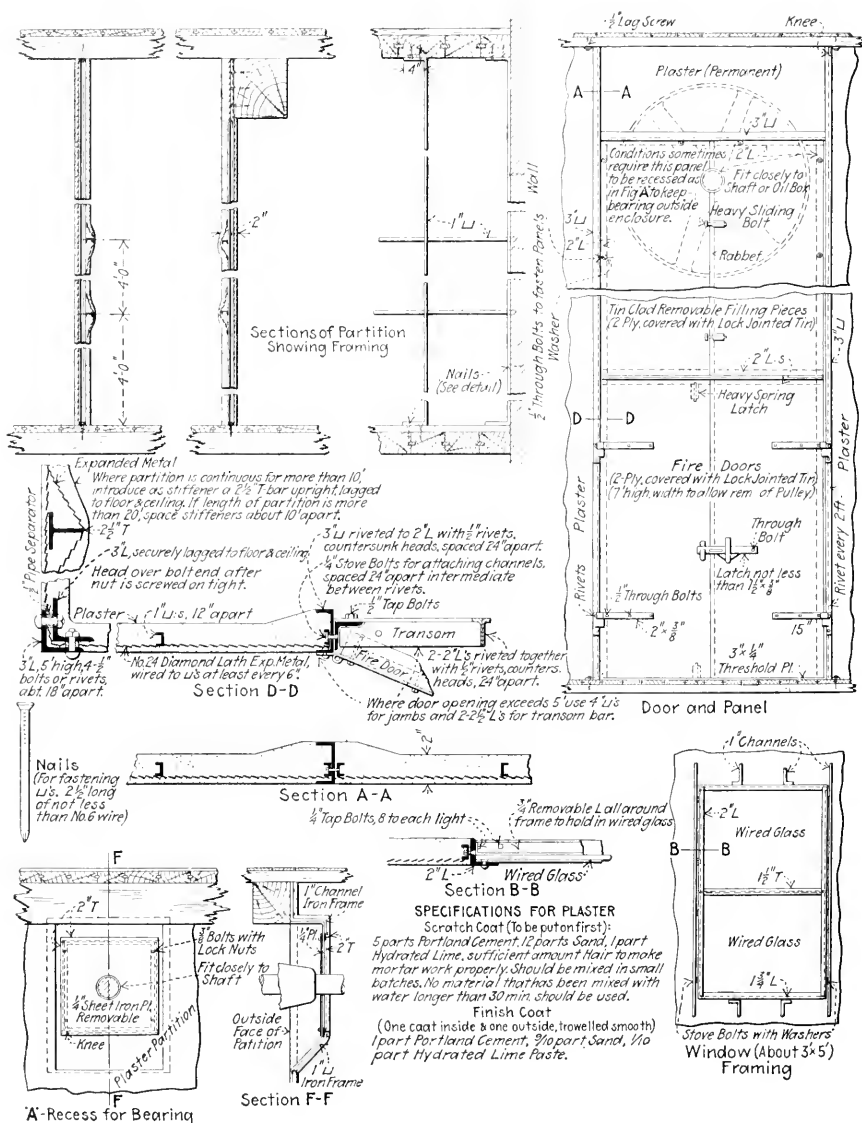 ½" Lag Screw
Knee
Plaster (Permanent)
A
A
3"⊔
4"
Conditions sometimes
require this panel
to be recessed as
in Fig A to keep
bearing outside
enclosure.
2"L
Fit closely to
Shaft or Oil Box
Heavy Sliding
Bolt
Rabbet
Wall
3"⊔
2"L
2"
1"⊔
4'0"
4'0"
Sections of Partition
Showing Framing
½" Through Bolts to fasten Panels
Washer
Nails
(See detail)
Tin Clad Removable Filling Pieces
(2 Ply, covered with Lock Jointed Tin)
3"⊔
2"L.s
Heavy Spring
Latch
D
D
Fire Doors
(2-Ply, covered with Lock Jointed Tin)
(7' high, width to allow rem. of Pulley)
Plaster
Plaster
Rivets
Rivet every 2 ft.
Through
Bolt
Latch not less
than 1½" x ⅜"
½" Through Bolts
2" x ⅜"
15"
3" x ¼"
Threshold Pl.
Door and Panel
Expanded Metal
Where partition is continuous for more than 10,'
introduce as stiffener a 2½" T-bar upright, lagged
to floor & ceiling. If length of partition is more
than 20', space stiffeners about 10' apart.
2½" T
½" Pipe Separator
3"L, securely lagged to floor & ceiling
Head over bolt end after
nut is screwed on tight.
3"⊔ riveted to 2"L with ½" rivets,
countersunk heads, spaced 24" apart.
¼" Stove Bolts for attaching channels,
spaced 24" apart intermediate
between rivets.
½" Tap Bolts
Plaster
1"⊔s, 12" apart
Transom
Fire Door
3"L, 5' high, 4-½"
bolts or rivets,
abt. 18" apart.
No. 24 Diamond Lath Exp. Metal,
wired to ⊔s at least every 6".
Section D-D
2-2"L's riveted together
with ½" rivets, counters.
heads, 24" apart.
Where door opening exceeds 5' use 4"⊔'s
for jambs and 2-2½"L's for transom bar.
Nails
(For fastening
⊔'s, 2½" long
of not less
than No. 6 wire)
2"
Section A-A
¼" Tap Bolts, 8 to each light
¾" Removable L all around
frame to hold in wired glass
2"L
Wired Glass
Section B-B
1" Channels
2"L
Wired Glass
B
B
1½" T
Wired Glass
1¾" L
Stove Bolts with Washers
Window (About 3'x 5')
Framing
F
2"T
⅜" Bolts with
Lock Nuts
Fit closely to
Shaft
¼" Sheet Iron Pl.
Removable
Knee
Plaster Partition
F
"A"-Recess for Bearing
1" Channel
Iron Frame
¼" Pl.
2"T
Outside
Face of
Patition
1"⊔
Iron Frame
Section F-F
SPECIFICATIONS FOR PLASTER
Scratch Coat (To be put on first):
5 parts Portland Cement, 12 parts Sand, 1 part
Hydrated Lime, sufficient amount Hair to make
mortar work properly. Should be mixed in small
batches. No material that has been mixed with
water longer than 30 min. should be used.
Finish Coat
(One coat inside & one outside, trowelled smooth)
1 part Portland Cement, 9/10 part Sand, 1/10
part Hydrated Lime Paste.